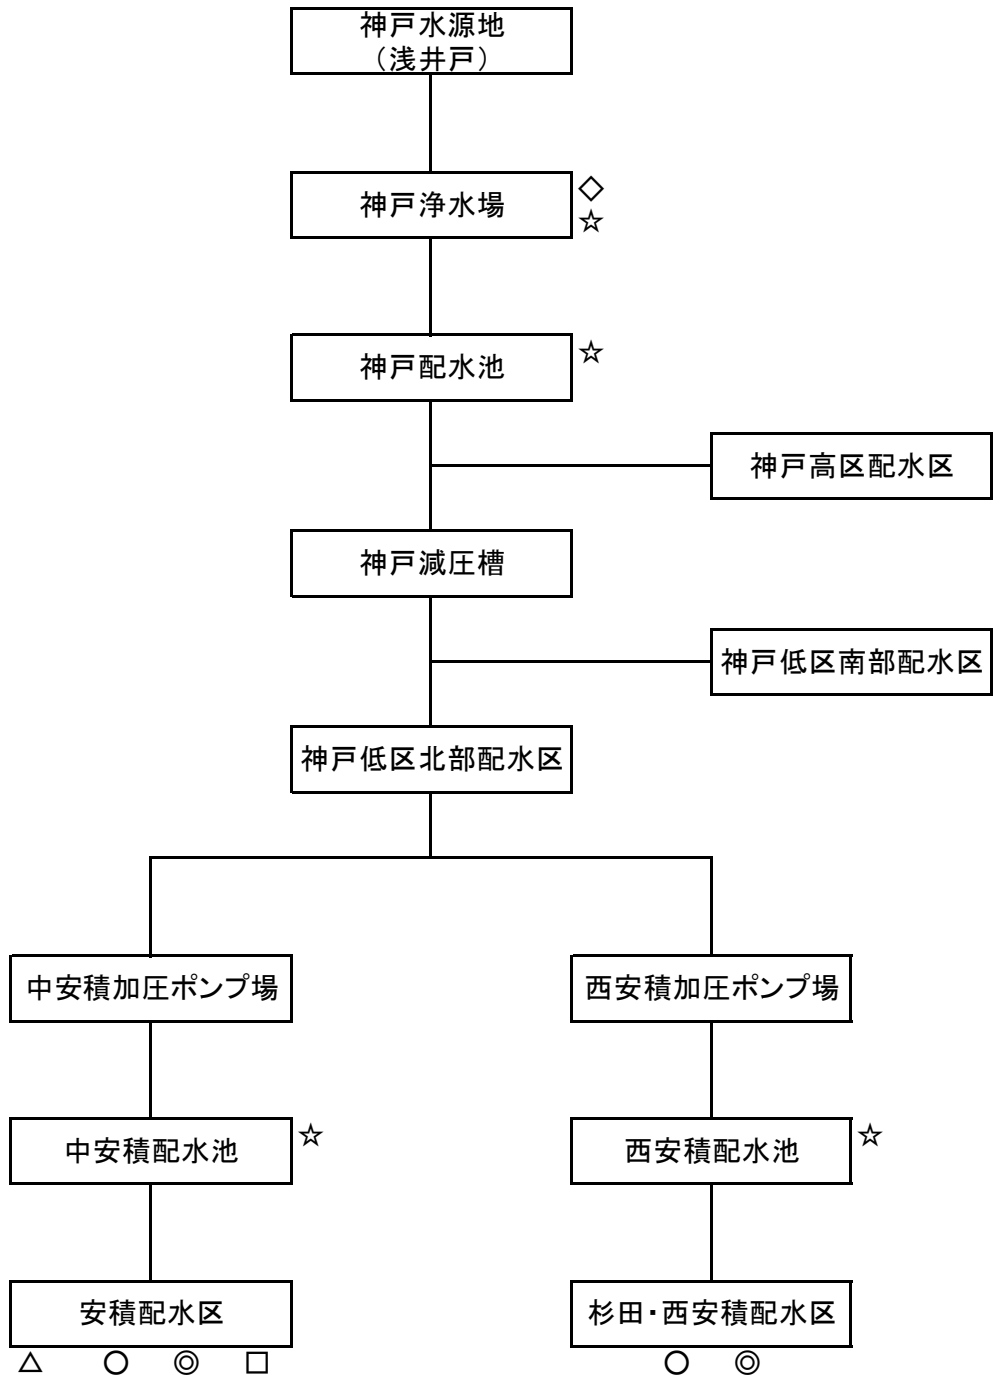 神戸水源地
（浅井戸）
神戸浄水場
◇
☆
神戸配水池
☆
神戸高区配水区
神戸減圧槽
神戸低区南部配水区
神戸低区北部配水区
中安積加圧ポンプ場
西安積加圧ポンプ場
中安積配水池
☆
西安積配水池
☆
安積配水区
杉田・西安積配水区
△ ○ ◎ □
○ ◎